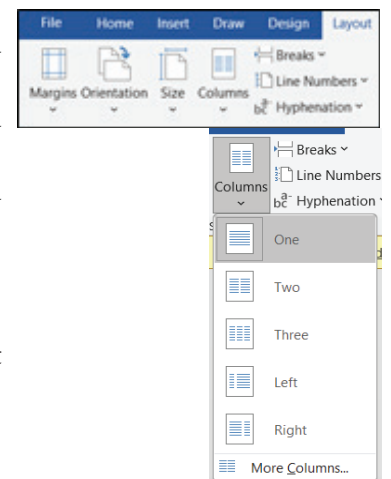 File Home Insert Draw Design Layout
Breaks
Line Numbers
Margins Orientation Size Columns
Hyphenation
Breaks
Line Numbers
Columns
Hyphenation
One
Two
Three
Left
Right
More Columns...